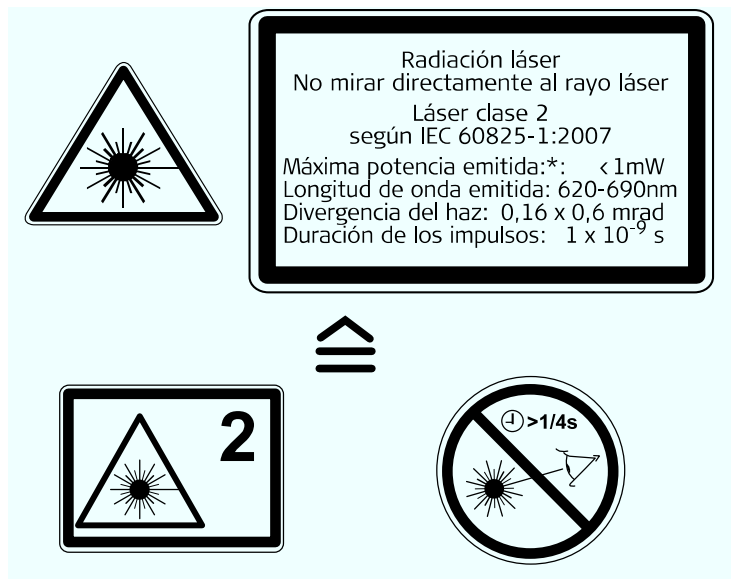 Radiación láser
No mirar directamente al rayo láser
Láser clase 2
según IEC 60825-1:2007
Máxima potencia emitida:*: <1mW
Longitud de onda emitida: 620-690nm
Divergencia del haz: 0,16 x 0,6 mrad
Duración de los impulsos: 1 x 10⁻⁹ s
2
>1/4s